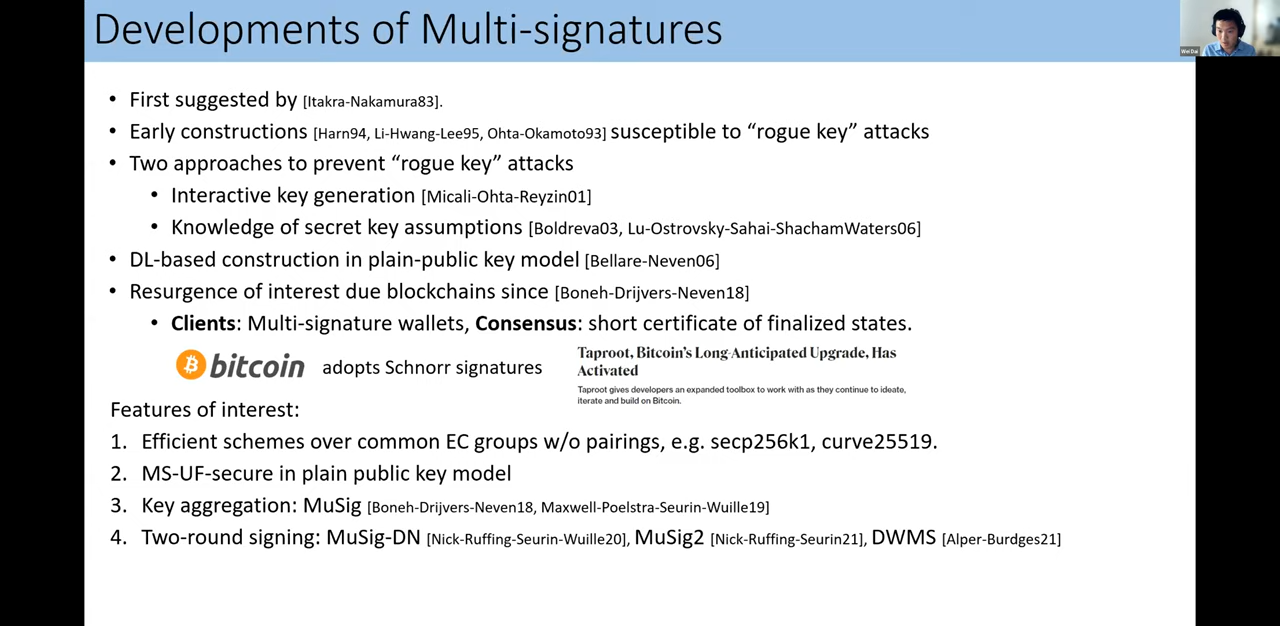 Developments of Multi-signatures
Wei Dai
• First suggested by [Itakra-Nakamura83].
• Early constructions [Harn94, Li-Hwang-Lee95, Ohta-Okamoto93] susceptible to “rogue key” attacks
• Two approaches to prevent “rogue key” attacks
• Interactive key generation [Micali-Ohta-Reyzin01]
• Knowledge of secret key assumptions [Boldreva03, Lu-Ostrovsky-Sahai-ShachamWaters06]
• DL-based construction in plain-public key model [Bellare-Neven06]
• Resurgence of interest due blockchains since [Boneh-Drijvers-Neven18]
• Clients: Multi-signature wallets, Consensus: short certificate of finalized states.
bitcoin adopts Schnorr signatures
Taproot, Bitcoin’s Long-Anticipated Upgrade, Has
Activated
Taproot gives developers an expanded toolbox to work with as they continue to ideate,
iterate and build on Bitcoin.
Features of interest:
1. Efficient schemes over common EC groups w/o pairings, e.g. secp256k1, curve25519.
2. MS-UF-secure in plain public key model
3. Key aggregation: MuSig [Boneh-Drijvers-Neven18, Maxwell-Poelstra-Seurin-Wuille19]
4. Two-round signing: MuSig-DN [Nick-Ruffing-Seurin-Wuille20], MuSig2 [Nick-Ruffing-Seurin21], DWMS [Alper-Burdges21]